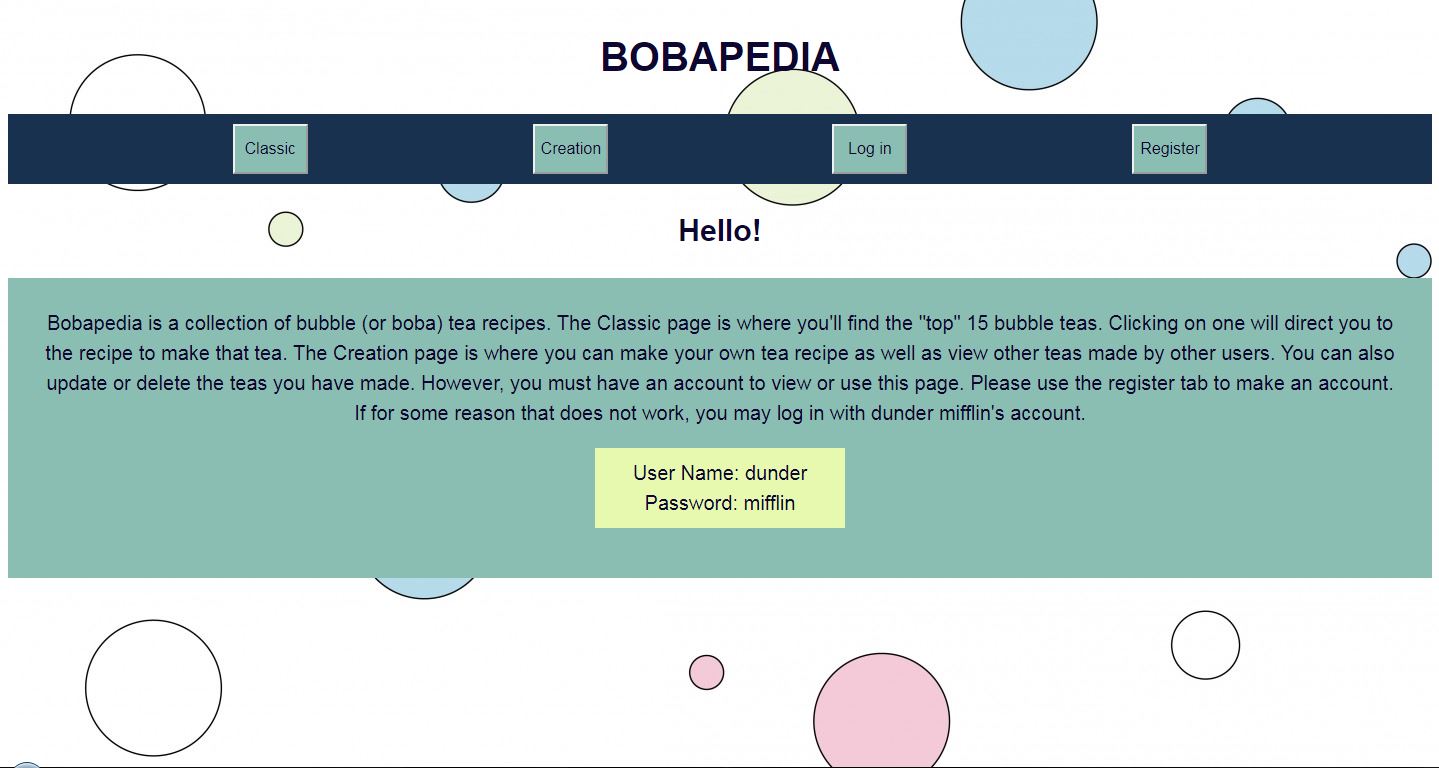 BOBAPEDIA
Classic Creation Log in Register
Hello!
Bobapedia is a collection of bubble (or boba) tea recipes. The Classic page is where you'll find the "top" 15 bubble teas. Clicking on one will direct you to
the recipe to make that tea. The Creation page is where you can make your own tea recipe as well as view other teas made by other users. You can also
update or delete the teas you have made. However, you must have an account to view or use this page. Please use the register tab to make an account.
If for some reason that does not work, you may log in with dunder mifflin's account.
User Name: dunder
Password: mifflin